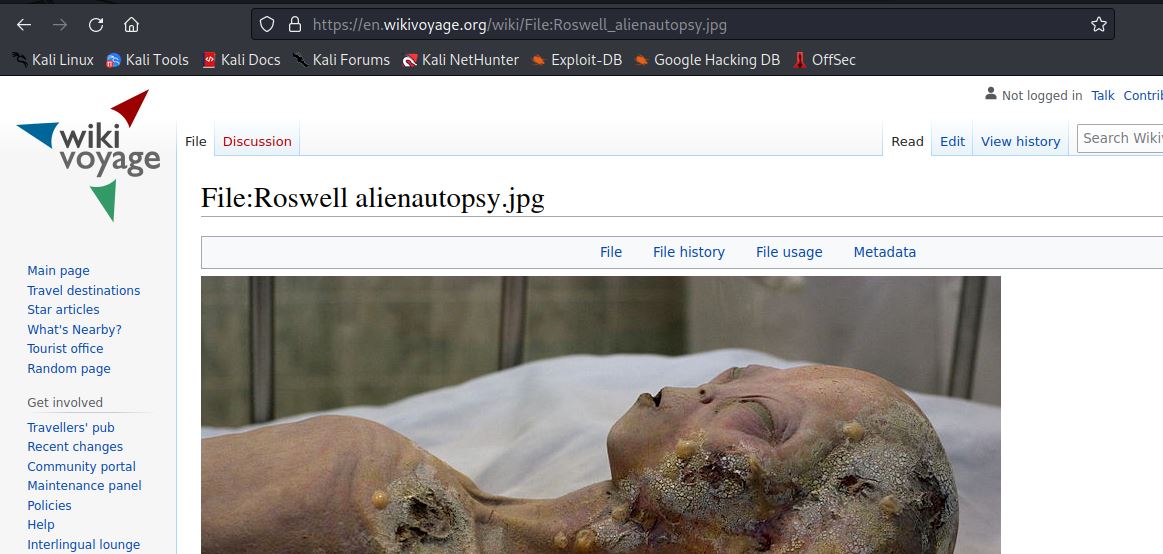 https://en.wikivoyage.org/wiki/File:Roswell_alienautopsy.jpg
Kali Linux Kali Tools Kali Docs Kali Forums Kali NetHunter Exploit-DB Google Hacking DB OffSec
Not logged in Talk Contrib
wiki
voyage
File Discussion Read Edit View history Search Wiki
File:Roswell alienautopsy.jpg
File File history File usage Metadata
Main page
Travel destinations
Star articles
What's Nearby?
Tourist office
Random page
Get involved
Travellers' pub
Recent changes
Community portal
Maintenance panel
Policies
Help
Interlingual lounge